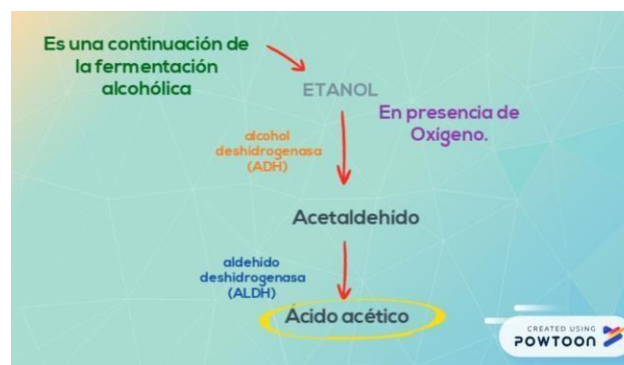 Es una continuación de
la fermentación
alcohólica
ETANOL
En presencia de
Oxígeno.
alcohol
deshidrogenasa
(ADH)
Acetaldehído
aldehido
deshidrogenasa
(ALDH)
Ácido acético
CREATED USING
POWTOON